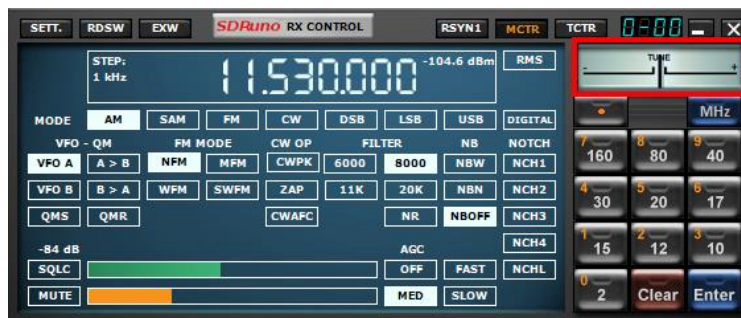 SETT. RDSW EXW SDRuno RX CONTROL RSYN1 MCTR TCTR 0-00 X
STEP: 11.530.000 -104.6 dBm RMS TUNE
1 kHz - +
MODE AM SAM FM CW DSB LSB USB DIGITAL MHz
VFO - QM FM MODE CW OP FILTER NB NOTCH 7 8 9
VFO A A > B NFM MFM CWPK 6000 8000 NBW NCH1 160 80 40
VFO B B > A WFM SWFM ZAP 11K 20K NBN NCH2 4 30 5 20 6 17
QMS QMR CWAFC NR NBOFF NCH3
-84 dB AGC NCH4 1 15 2 12 3 10
SQLC OFF FAST NCHL
MUTE MED SLOW 0 2 Clear Enter